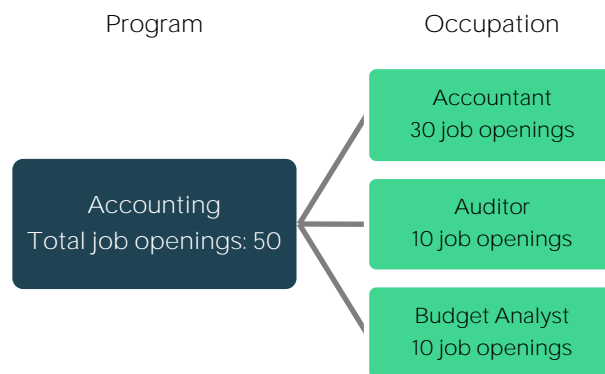 Program
Occupation
Accountant
30 job openings
Accounting
Total job openings: 50
Auditor
10 job openings
Budget Analyst
10 job openings